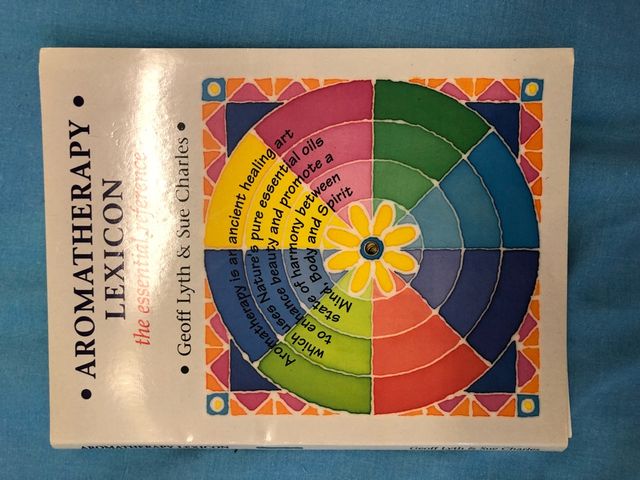 • AROMATHERAPY •
LEXICON
the essential reference
• Geoff Lyth & Sue Charles •
Aromatherapy is an ancient healing art
which uses Nature's pure essential oils
to enhance beauty and promote a
state of harmony between
Mind, Body and Spirit
AROMATHERAPY LEXICON
Geoff Lyth & Sue Charles